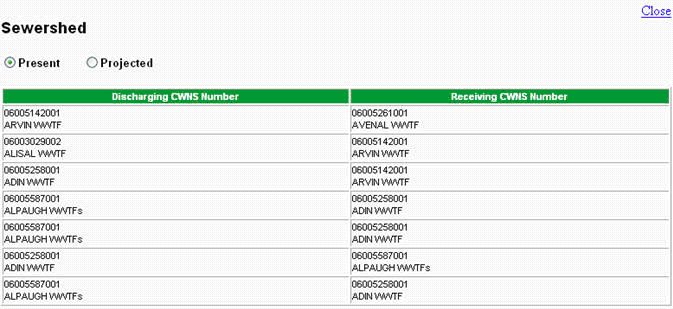 Close
Sewershed
Present Projected
Discharging CWNS Number Receiving CWNS Number
06005142001 06005261001
ARVIN WWTF AVENAL WWTF
06003029002 06005142001
ALISAL WWTF ARVIN WWTF
06005258001 06005142001
ADIN WWTF ARVIN WWTF
06005587001 06005258001
ALPAUGH WWTFs ADIN WWTF
06005587001 06005258001
ALPAUGH WWTFs ADIN WWTF
06005258001 06005587001
ADIN WWTF ALPAUGH WWTFs
06005587001 06005258001
ALPAUGH WWTFs ADIN WWTF